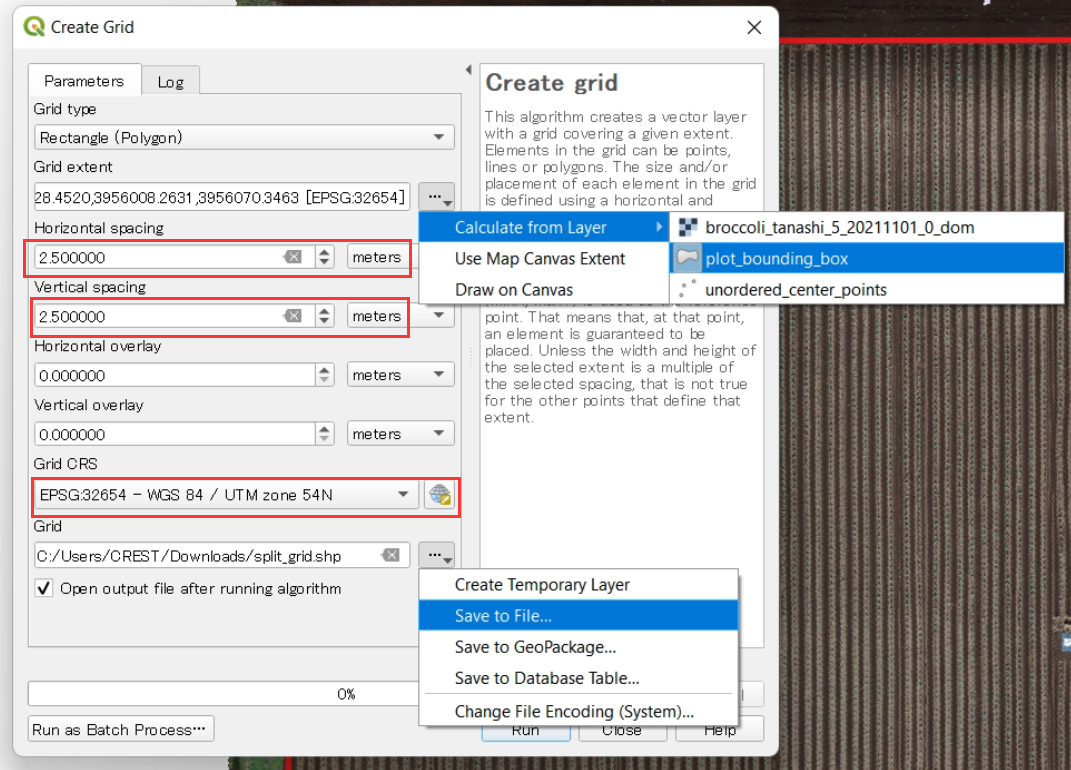 Create Grid
Parameters
Log
Grid type
Rectangle (Polygon)
Grid extent
28.4520,3956008.2631,3956070.3463 [EPSG:32654]
...
Horizontal spacing
2.500000
meters
Vertical spacing
2.500000
meters
Horizontal overlay
0.000000
meters
Vertical overlay
0.000000
meters
Grid CRS
EPSG:32654 - WGS 84 / UTM zone 54N
Grid
C:/Users/CREST/Downloads/split_grid.shp
...
Open output file after running algorithm
0%
Run as Batch Process...
Run
Close
Help
Create grid
This algorithm creates a vector layer
with a grid covering a given extent.
Elements in the grid can be points,
lines or polygons. The size and/or
placement of each element in the grid
is defined using a horizontal and
point. That means that, at that point,
an element is guaranteed to be
placed. Unless the width and height of
the selected extent is a multiple of
the selected spacing, that is not true
for the other points that define that
extent.
Calculate from Layer
Use Map Canvas Extent
Draw on Canvas
broccoli_tanashi_5_20211101_0_dom
plot_bounding_box
unordered_center_points
Create Temporary Layer
Save to File...
Save to GeoPackage...
Save to Database Table...
Change File Encoding (System)...